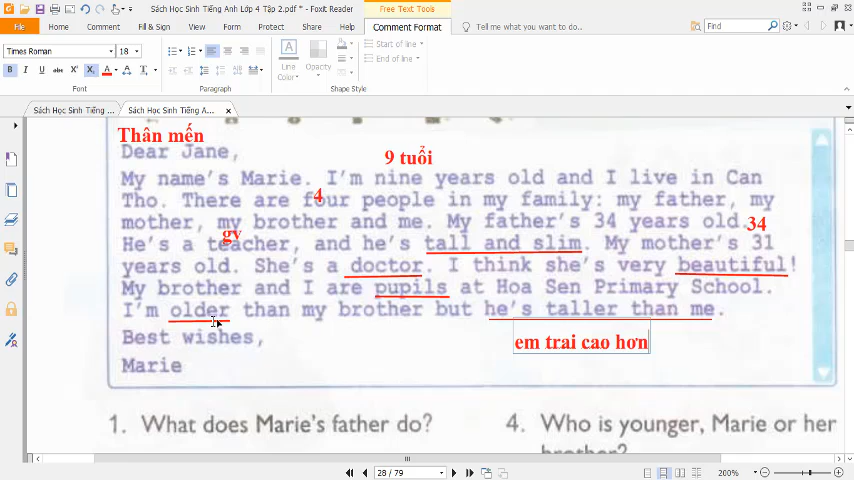 Sách Học Sinh Tiếng Anh Lớp 4 Tập 2.pdf * - Foxit Reader
Free Text Tools
File
Home
Comment
Fill & Sign
View
Form
Protect
Share
Help
Comment Format
Tell me what you want to do...
Find
Times Roman
18
Font
Paragraph
Line Color
Opacity
Start of line
End of line
Shape Style
Sách Học Sinh Tiếng ...
Sách Học Sinh Tiếng A...
Thân mến
Dear Jane,
9 tuổi
My name's Marie. I'm nine years old and I live in Can
4
Tho. There are four people in my family: my father, my
mother, my brother and me. My father's 34 years old.
34
gv
He's a teacher, and he's tall and slim. My mother's 31
years old. She's a doctor. I think she's very beautiful!
My brother and I are pupils at Hoa Sen Primary School.
I'm older than my brother but he's taller than me.
Best wishes,
em trai cao hơn
Marie
1. What does Marie's father do?
4. Who is younger, Marie or her
brother?
28 / 79
200%